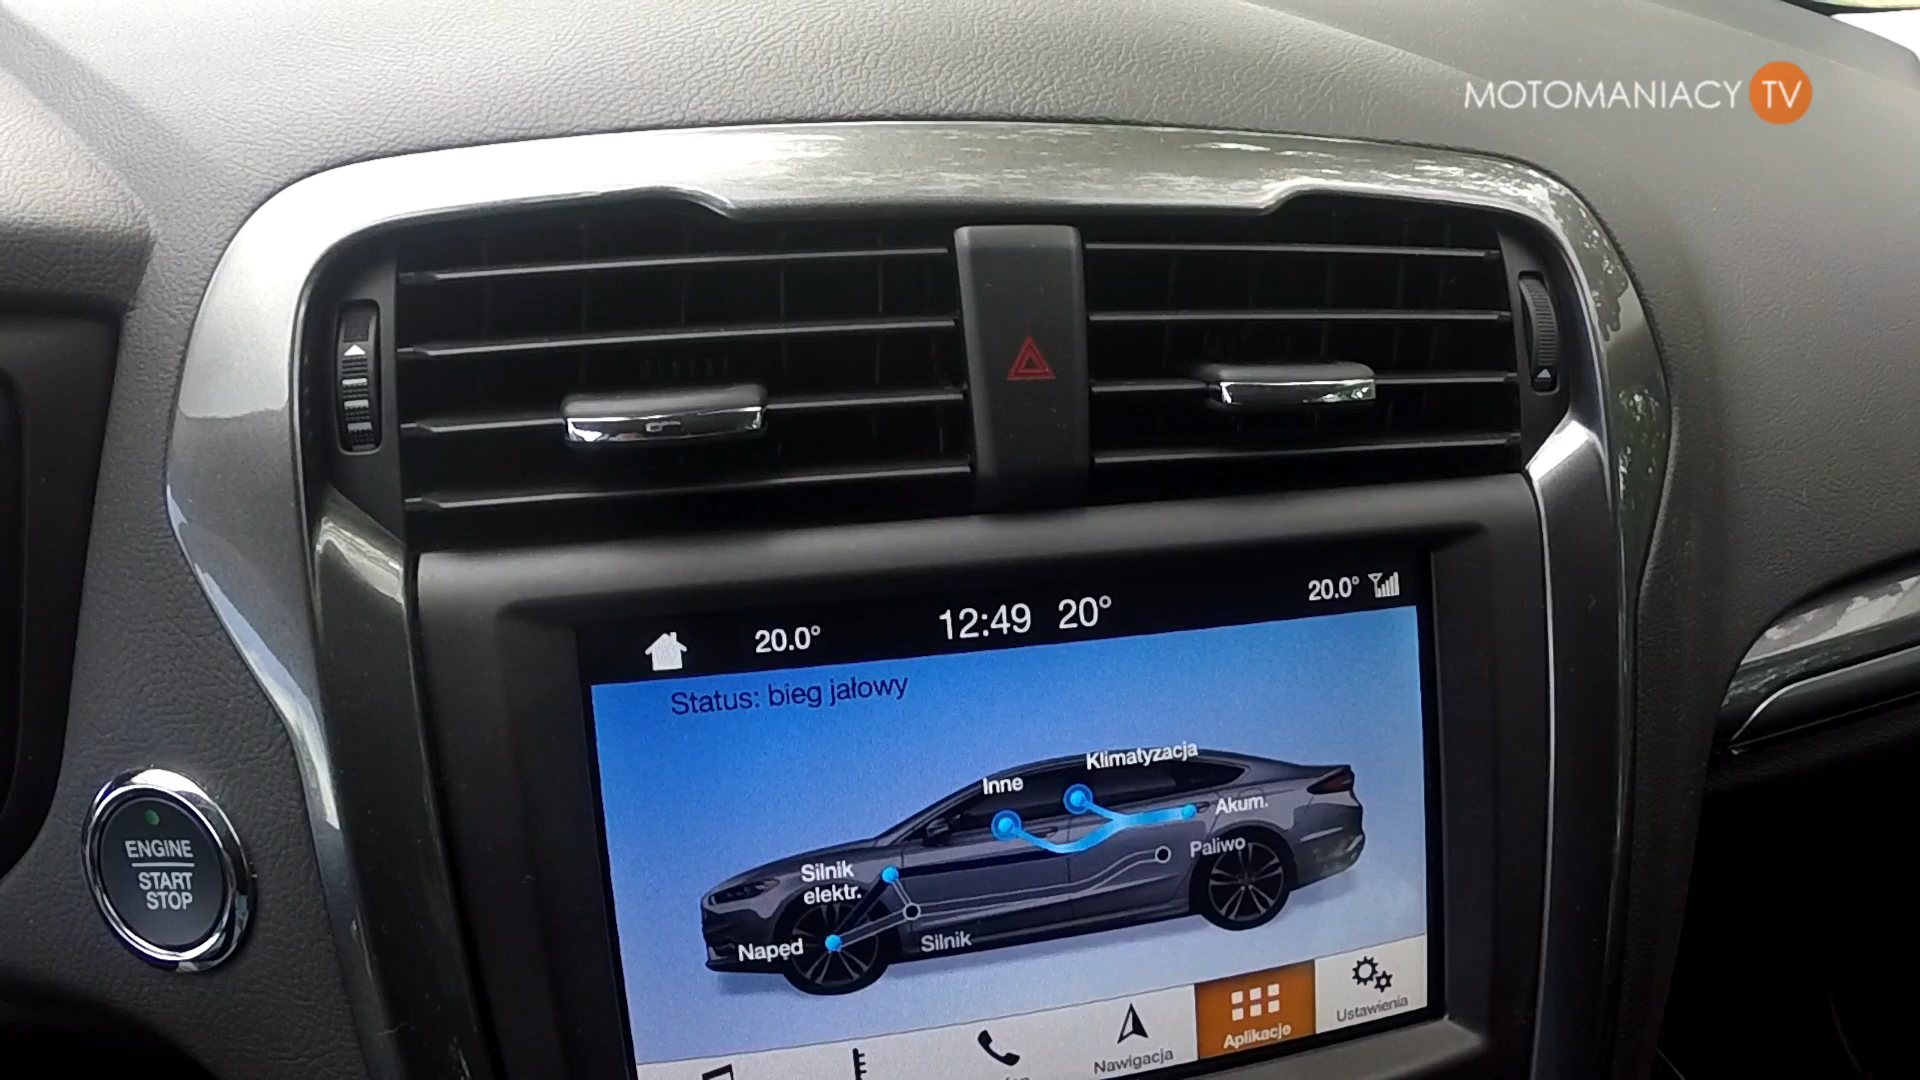 MOTOMANIACY TV
20.0°
12:49 20°
20.0°
Status: bieg jałowy
Klimatyzacja
Inne
Akum.
Paliwo
Silnik
elektr.
Napęd
Silnik
ENGINE
START
STOP
Nawigacja
Aplikacje
Ustawienia